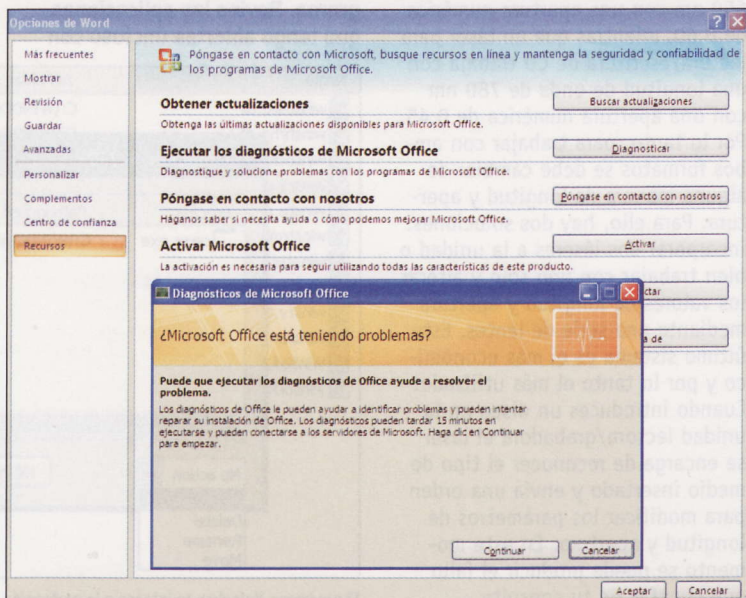 Opciones de Word
Más frecuentes
Mostrar
Revisión
Guardar
Avanzadas
Personalizar
Complementos
Centro de confianza
Recursos
Póngase en contacto con Microsoft, busque recursos en línea y mantenga la seguridad y confiabilidad de
los programas de Microsoft Office.
Obtener actualizaciones
Buscar actualizaciones
Obtenga las últimas actualizaciones disponibles para Microsoft Office.
Ejecutar los diagnósticos de Microsoft Office
Diagnosticar
Diagnostique y solucione problemas con los programas de Microsoft Office.
Póngase en contacto con nosotros
Póngase en contacto con nosotros
Háganos saber si necesita ayuda o cómo podemos mejorar Microsoft Office.
Activar Microsoft Office
Activar
La activación es necesaria para seguir utilizando todas las características de este producto.
ctar
a de
Diagnósticos de Microsoft Office
¿Microsoft Office está teniendo problemas?
Puede que ejecutar los diagnósticos de Office ayude a resolver el
problema.
Los diagnósticos de Office le pueden ayudar a identificar problemas y pueden intentar
reparar su instalación de Office. Los diagnósticos pueden tardar 15 minutos en
ejecutarse y pueden conectarse a los servidores de Microsoft. Haga clic en Continuar
para empezar.
Continuar
Cancelar
Aceptar
Cancelar